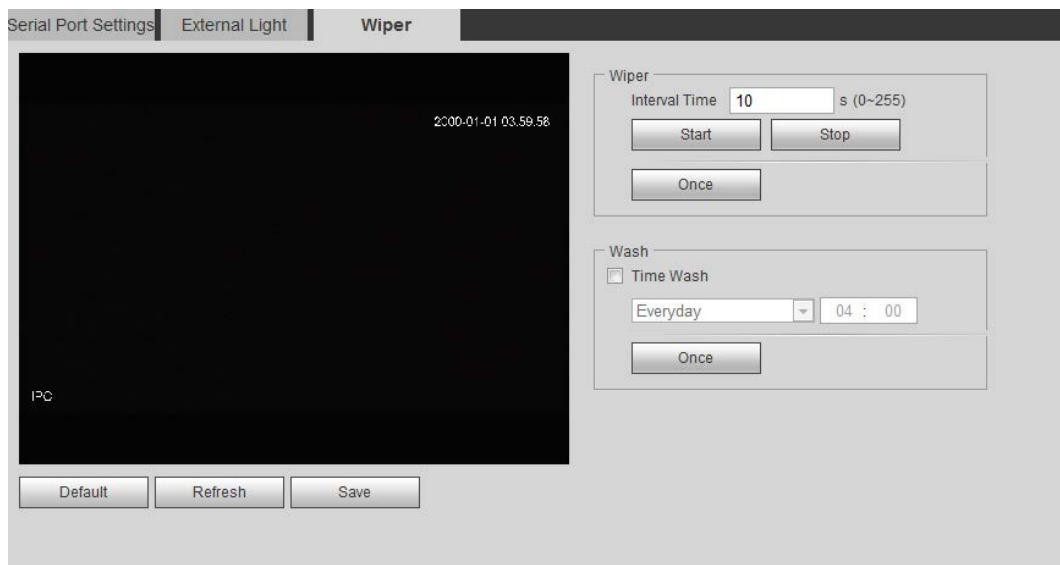 Serial Port Settings External Light Wiper
2000-01-01 03:59:58
IPC
Default Refresh Save
Wiper
Interval Time 10 s (0~255)
Start Stop
Once
Wash
Time Wash
Everyday 04 : 00
Once